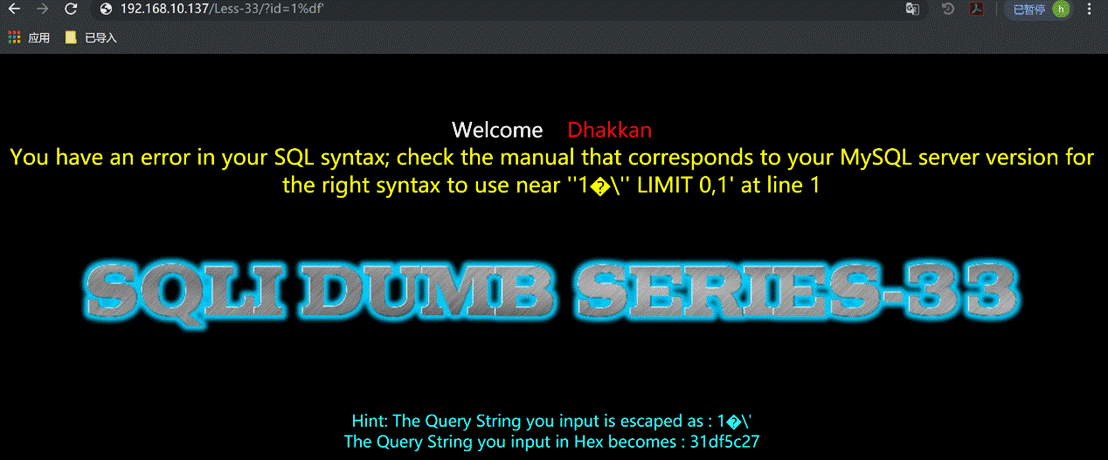 192.168.10.137/Less-33/?id=1%df'
已暂停 h
应用 已导入
Welcome Dhakkan
You have an error in your SQL syntax; check the manual that corresponds to your MySQL server version for
the right syntax to use near ''1�\'' LIMIT 0,1' at line 1
SQLI DUMB SERIES-33
Hint: The Query String you input is escaped as : 1�\'
The Query String you input in Hex becomes : 31df5c27